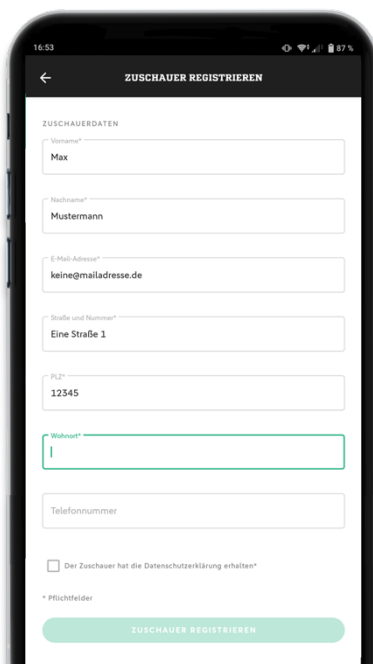 16:53
87 %
ZUSCHAUER REGISTRIEREN
ZUSCHAUERDATEN
Vorname*
Max
Nachname*
Mustermann
E-Mail-Adresse*
keine@mailadresse.de
Straße und Nummer*
Eine Straße 1
PLZ*
12345
Wohnort*
Telefonnummer
Der Zuschauer hat die Datenschutzerklärung erhalten*
* Pflichtfelder
ZUSCHAUER REGISTRIEREN